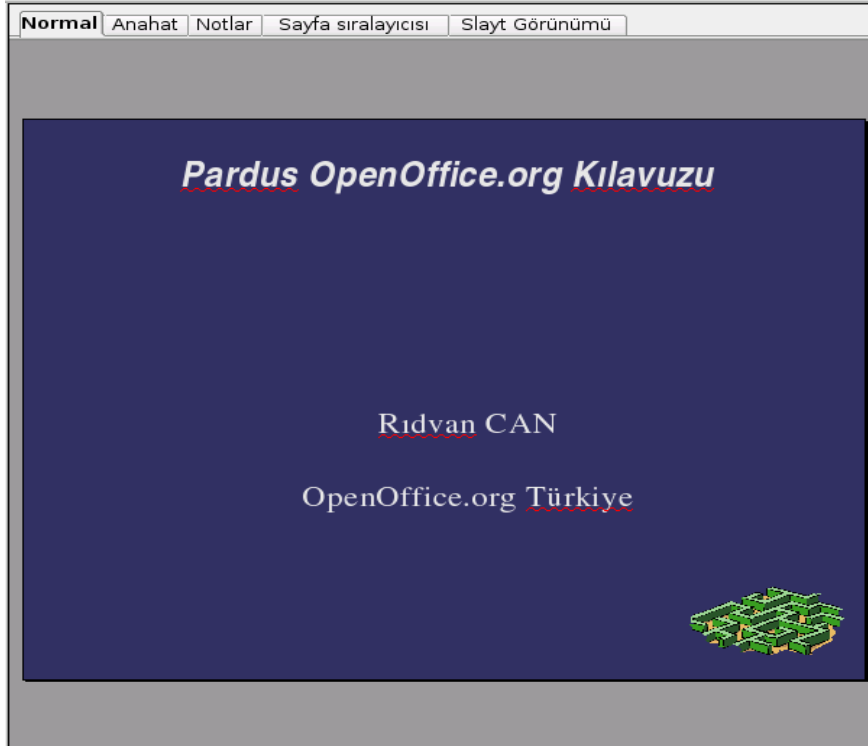 Normal Anahat Notlar Sayfa sıralayıcısı Slayt Görünümü
Pardus OpenOffice.org Kılavuzu
Rıdvan CAN
OpenOffice.org Türkiye